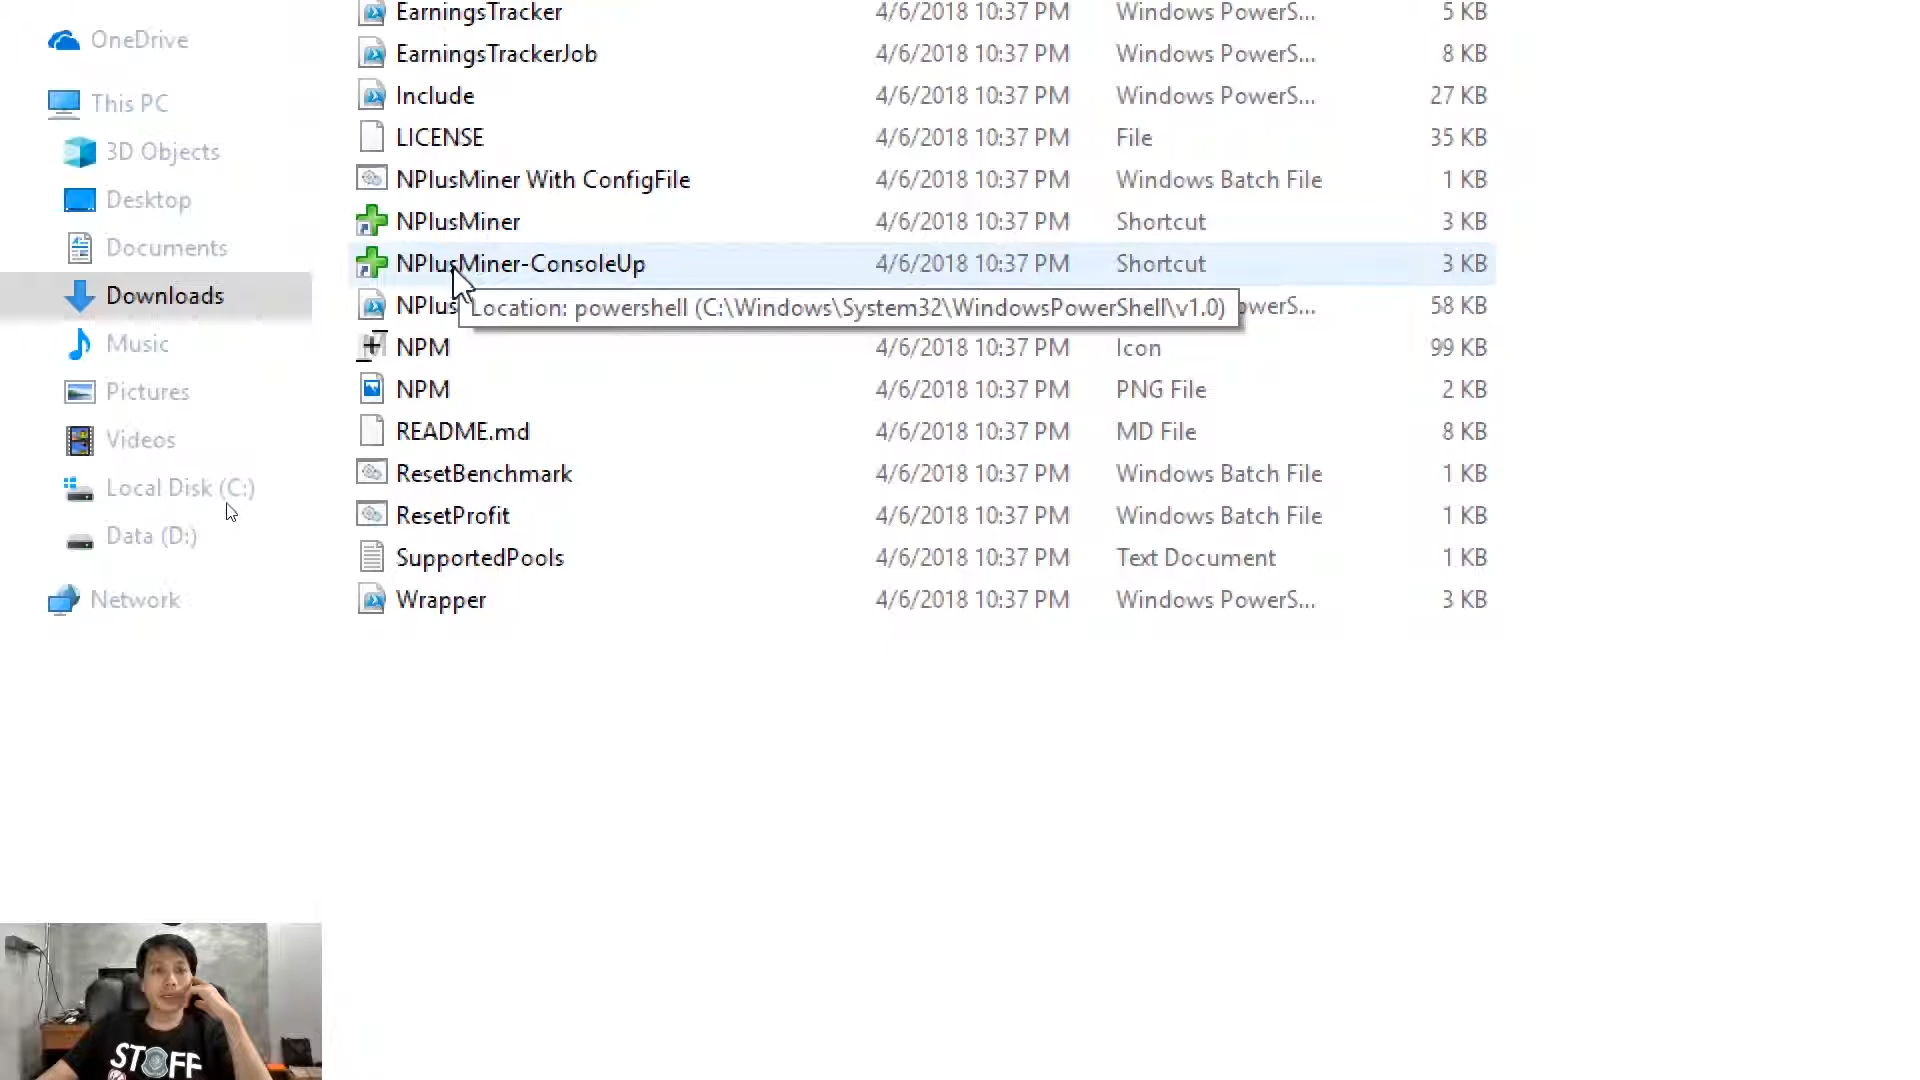 OneDrive
This PC
3D Objects
Desktop
Documents
Downloads
Music
Pictures
Videos
Local Disk (C:)
Data (D:)
Network
EarningsTracker 4/6/2018 10:37 PM Windows PowerS... 5 KB
EarningsTrackerJob 4/6/2018 10:37 PM Windows PowerS... 8 KB
Include 4/6/2018 10:37 PM Windows PowerS... 27 KB
LICENSE 4/6/2018 10:37 PM File 35 KB
NPlusMiner With ConfigFile 4/6/2018 10:37 PM Windows Batch File 1 KB
NPlusMiner 4/6/2018 10:37 PM Shortcut 3 KB
NPlusMiner-ConsoleUp 4/6/2018 10:37 PM Shortcut 3 KB
NPlus owerS... 58 KB
Location: powershell (C:\Windows\System32\WindowsPowerShell\v1.0)
NPM 4/6/2018 10:37 PM Icon 99 KB
NPM 4/6/2018 10:37 PM PNG File 2 KB
README.md 4/6/2018 10:37 PM MD File 8 KB
ResetBenchmark 4/6/2018 10:37 PM Windows Batch File 1 KB
ResetProfit 4/6/2018 10:37 PM Windows Batch File 1 KB
SupportedPools 4/6/2018 10:37 PM Text Document 1 KB
Wrapper 4/6/2018 10:37 PM Windows PowerS... 3 KB